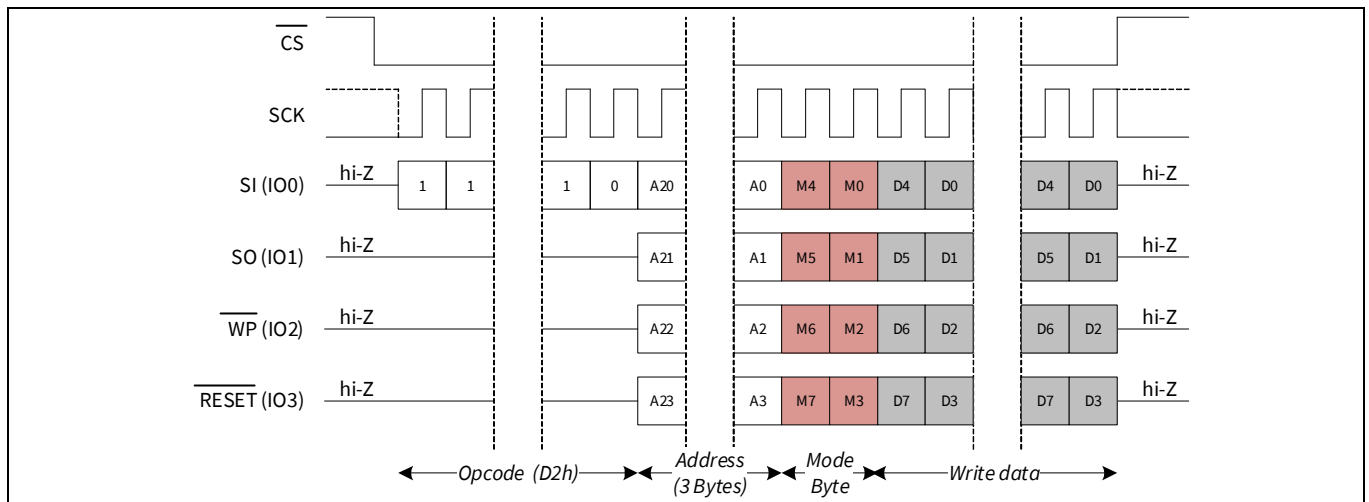 CS
SCK
SI (IO0) hi-Z 1 1 1 0 A20 A0 M4 M0 D4 D0 D4 D0 hi-Z
SO (IO1) hi-Z A21 A1 M5 M1 D5 D1 D5 D1 hi-Z
WP (IO2) hi-Z A22 A2 M6 M2 D6 D2 D6 D2 hi-Z
RESET (IO3) hi-Z A23 A3 M7 M3 D7 D3 D7 D3 hi-Z
Opcode (D2h) Address (3 Bytes) Mode Byte Write data